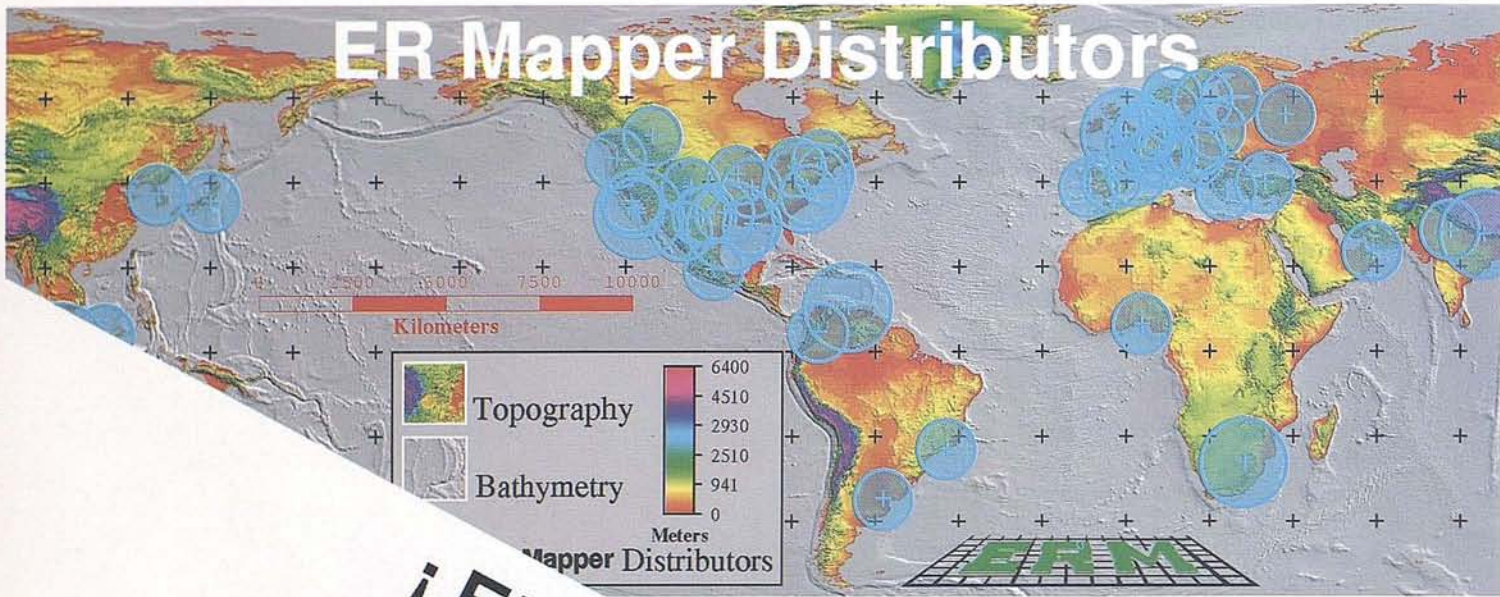 ER Mapper Distributors
0 2500 5000 7500 10000
Kilometers
Topography
Bathymetry
6400
4510
2930
2510
941
0
Meters
Mapper Distributors
ERM